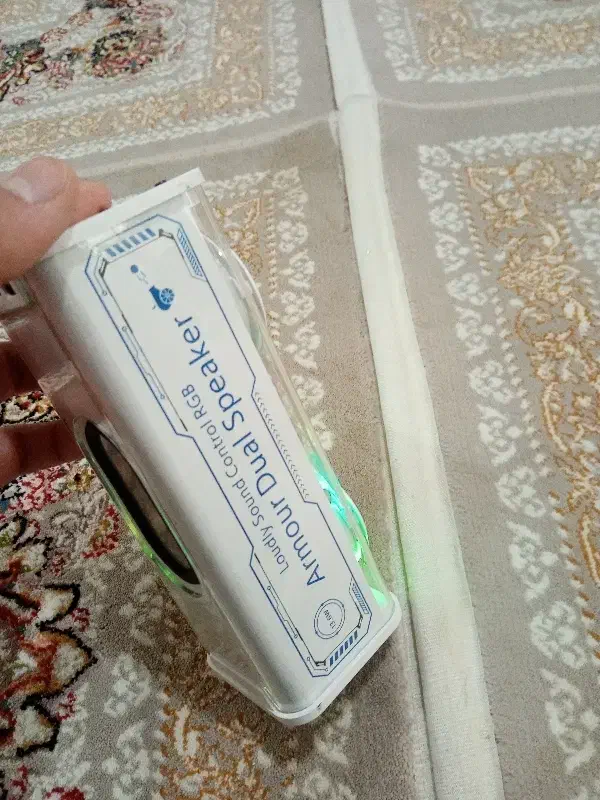 Armour Dual Speaker
Loudly Sound Control RGB